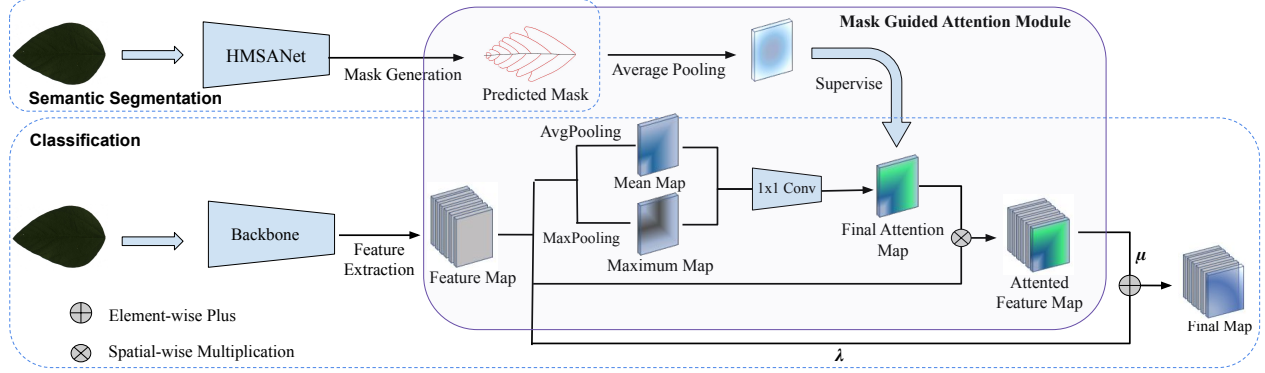 Mask Guided Attention Module
HMSANet
Mask Generation
Predicted Mask
Average Pooling
Supervise
Semantic Segmentation
Classification
AvgPooling
Mean Map
1x1 Conv
MaxPooling
Maximum Map
Final Attention
Map
Backbone
Feature
Extraction
Feature Map
Attented
Feature Map
μ
Final Map
Element-wise Plus
Spatial-wise Multiplication
λ